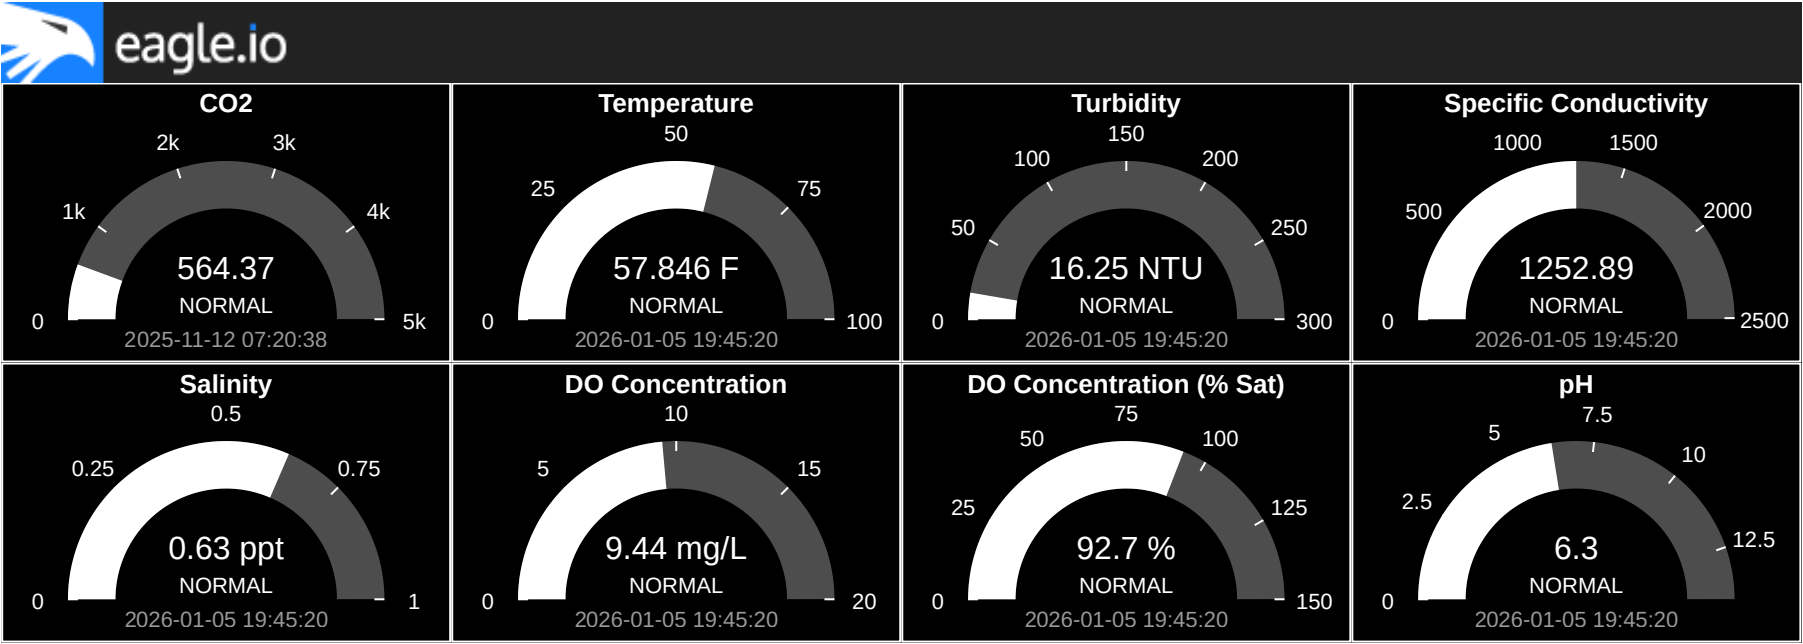 eagle.io
CO2
2k
3k
1k
4k
564.37
NORMAL
0
5k
2025-11-12 07:20:38
Temperature
50
25
75
57.846 F
NORMAL
0
100
2026-01-05 19:45:20
Turbidity
150
100
200
50
250
16.25 NTU
NORMAL
0
300
2026-01-05 19:45:20
Specific Conductivity
1000
1500
500
2000
1252.89
NORMAL
0
2500
2026-01-05 19:45:20
Salinity
0.5
0.25
0.75
0.63 ppt
NORMAL
0
1
2026-01-05 19:45:20
DO Concentration
10
5
15
9.44 mg/L
NORMAL
0
20
2026-01-05 19:45:20
DO Concentration (% Sat)
75
50
100
25
125
92.7 %
NORMAL
0
150
2026-01-05 19:45:20
pH
7.5
5
10
2.5
12.5
6.3
NORMAL
0
2026-01-05 19:45:20